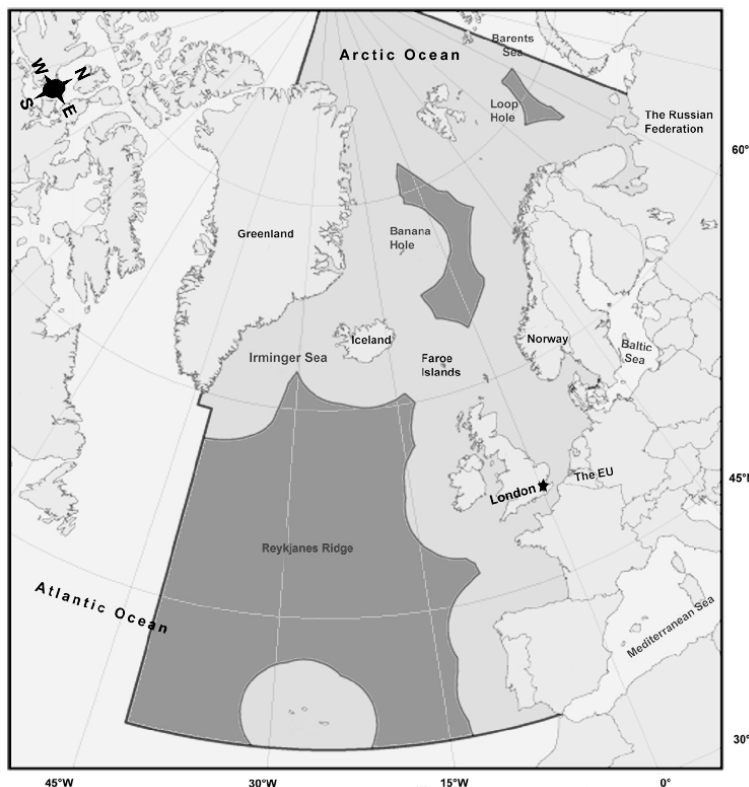 Barents
Sea
Arctic Ocean
W
N
S
E
Loop
Hole
The Russian
Federation
60°
Greenland
Banana
Hole
Iceland
Norway
Baltic
Sea
Irminger Sea
Faroe
Islands
The EU
45°N
London
Reykjanes Ridge
Atlantic Ocean
Mediterranean Sea
30°
45°W
30°W
15°W
0°